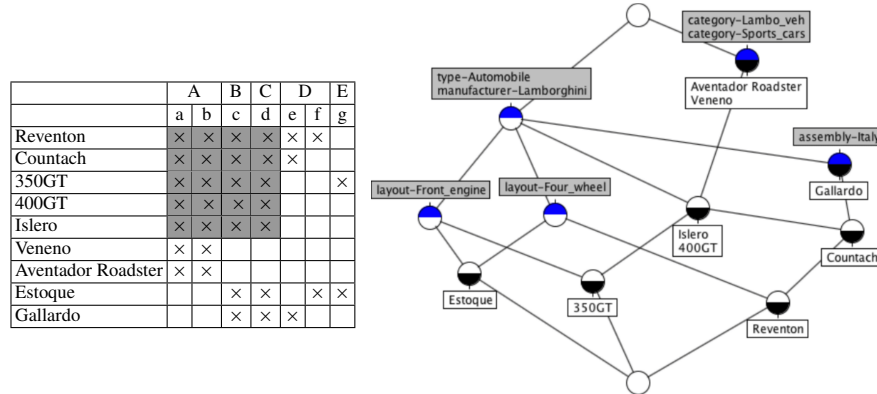 A B C D E
a b c d e f g
Reventon × × × × × ×
Countach × × × × ×
350GT × × × × ×
400GT × × × ×
Islero × × × ×
Veneno × ×
Aventador Roadster × ×
Estoque × × × ×
Gallardo × × ×
category-Lambo_veh
category-Sports_cars
Aventador Roadster
Veneno
type-Automobile
manufacturer-Lamborghini
assembly-Italy
Gallardo
layout-Front_engine
layout-Four_wheel
Islero
400GT
Countach
Estoque
350GT
Reventon